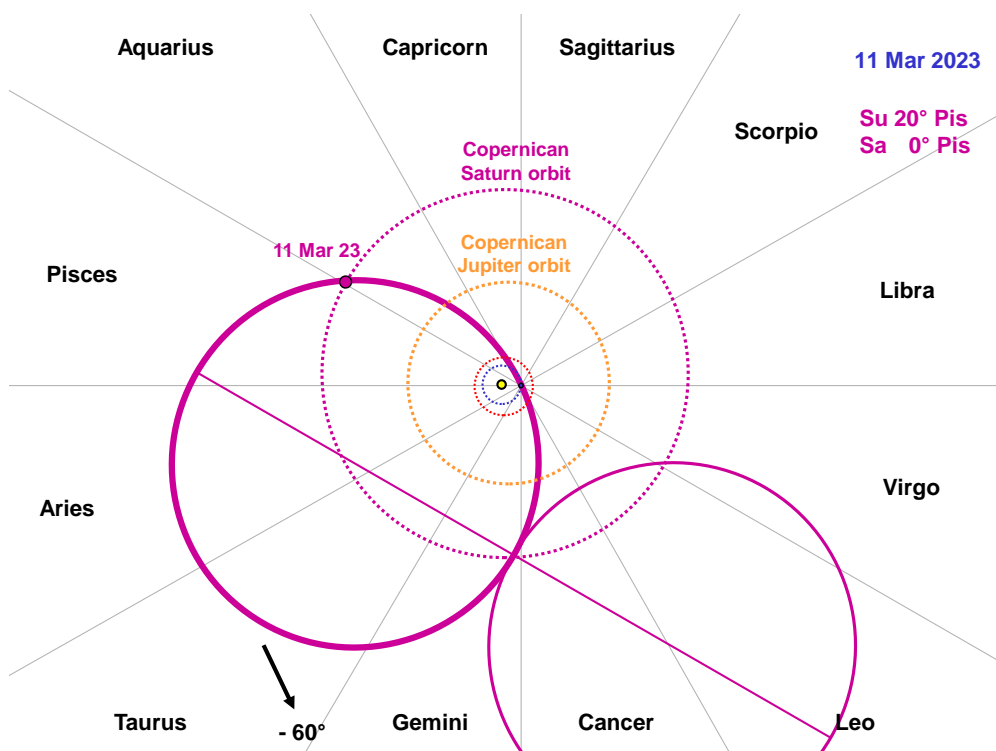 Aquarius
Capricorn
Sagittarius
11 Mar 2023
Su 20° Pis
Sa 0° Pis
Scorpio
Copernican
Saturn orbit
11 Mar 23
Copernican
Jupiter orbit
Pisces
Libra
Aries
Virgo
Taurus
- 60°
Gemini
Cancer
Leo